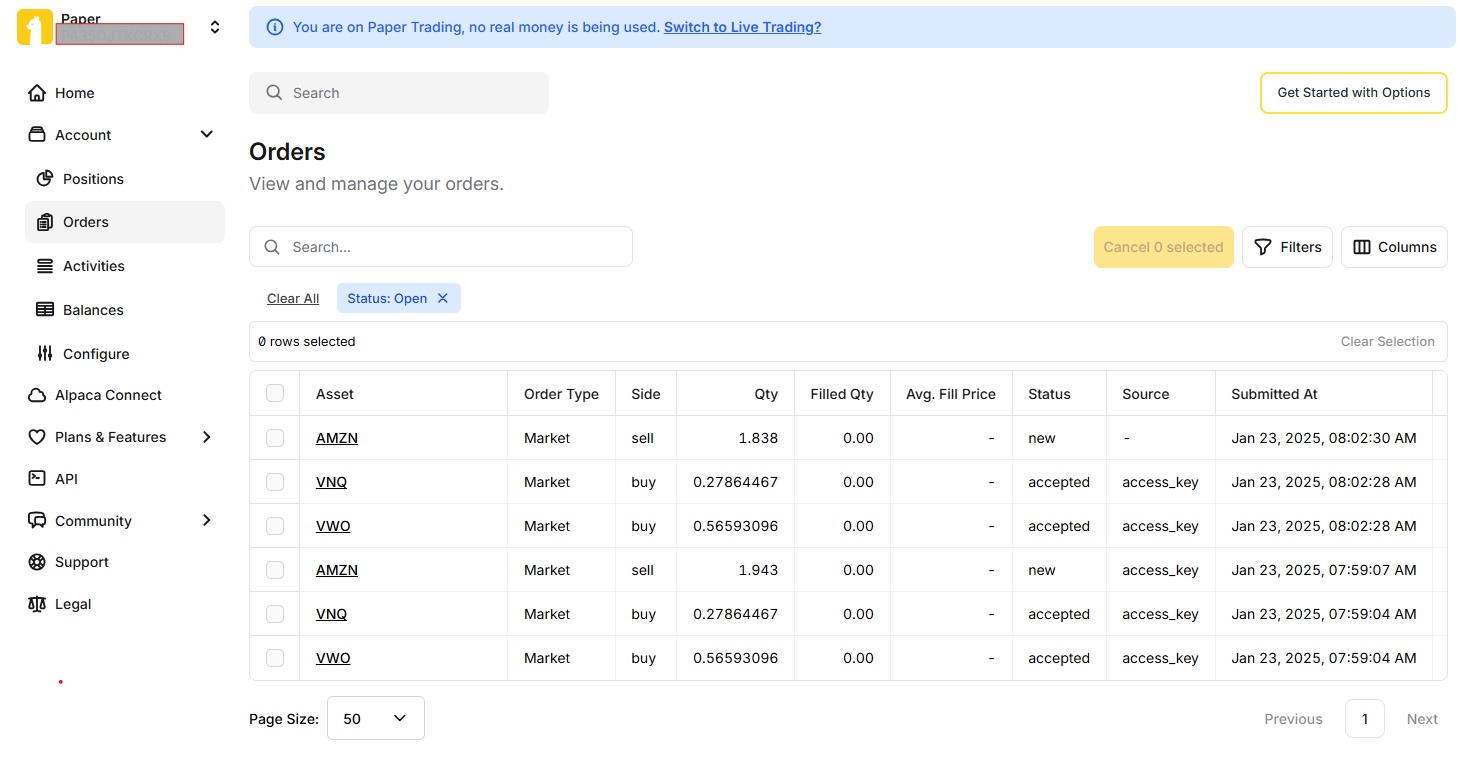 Paper
You are on Paper Trading, no real money is being used. Switch to Live Trading?
Home
Account
Positions
Orders
Activities
Balances
Configure
Alpaca Connect
Plans & Features
API
Community
Support
Legal
Search
Get Started with Options
Orders
View and manage your orders.
Search...
Cancel 0 selected
Filters
Columns
Clear All
Status: Open
0 rows selected
Clear Selection
Asset Order Type Side Qty Filled Qty Avg. Fill Price Status Source Submitted At
AMZN Market sell 1.838 0.00 - new - Jan 23, 2025, 08:02:30 AM
VNQ Market buy 0.27864467 0.00 - accepted access_key Jan 23, 2025, 08:02:28 AM
VWO Market buy 0.56593096 0.00 - accepted access_key Jan 23, 2025, 08:02:28 AM
AMZN Market sell 1.943 0.00 - new access_key Jan 23, 2025, 07:59:07 AM
VNQ Market buy 0.27864467 0.00 - accepted access_key Jan 23, 2025, 07:59:04 AM
VWO Market buy 0.56593096 0.00 - accepted access_key Jan 23, 2025, 07:59:04 AM
Page Size: 50
Previous 1 Next